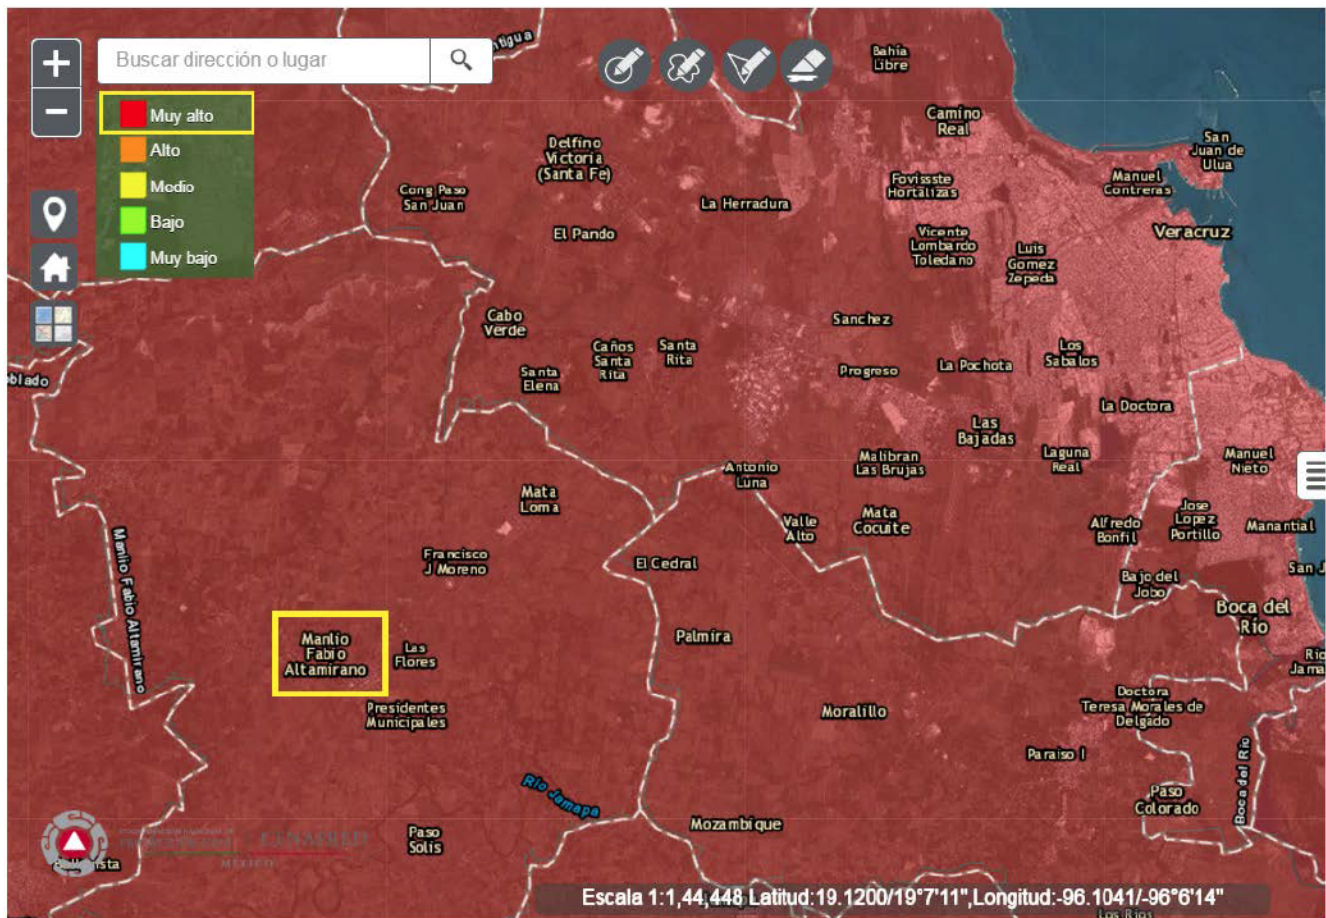 Buscar dirección o lugar
tigua
Muy alto
Alto
Medio
Bajo
Muy bajo
Bahía
Libre
Camino
Real
San
Juan de
Ulua
Delfino
Victoria
(Santa Fe)
Cong Paso
San Juan
La Herradura
Fovissste
Hortalizas
Manuel
Contreras
El Pando
Vicente
Lombardo
Toledano
Luis
Gomez
Zepeda
Veracruz
Cabo
Verde
Sanchez
Caños
Santa
Rita
Santa
Rita
Santa
Elena
Progreso
La Pochota
Los
Sabalos
oblado
La Doctora
Las
Bajadas
Malibran
Las Brujas
Laguna
Real
Manuel
Nieto
Antonio
Luna
Mata
Loma
Valle
Alto
Mata
Cocuite
Alfredo
Bonfil
Jose
Lopez
Portillo
Manantial
Francisco
J Moreno
El Cedral
Bajo del
Jobo
San J
Manlio Fabio Altamirano
Manlio
Fabio
Altamirano
Las
Flores
Palmira
Boca del
Río
Rio
Jama
Presidentes
Municipales
Moralillo
Doctora
Teresa Morales de
Delgado
Paraiso I
Boca del Río
Río Jamapa
Paso
Colorado
Paso
Solis
Mozambique
CENAPRED
MÉXICO
sta
Escala 1:1,44,448 Latitud:19.1200/19°7'11",Longitud:-96.1041/-96°6'14"
Los Rios